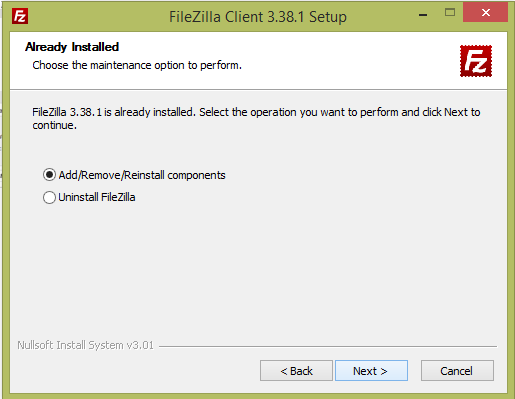 FZ
FileZilla Client 3.38.1 Setup
Already Installed
Choose the maintenance option to perform.
FZ
FileZilla 3.38.1 is already installed. Select the operation you want to perform and click Next to
continue.
Add/Remove/Reinstall components
Uninstall FileZilla
Nullsoft Install System v3.01
< Back
Next >
Cancel